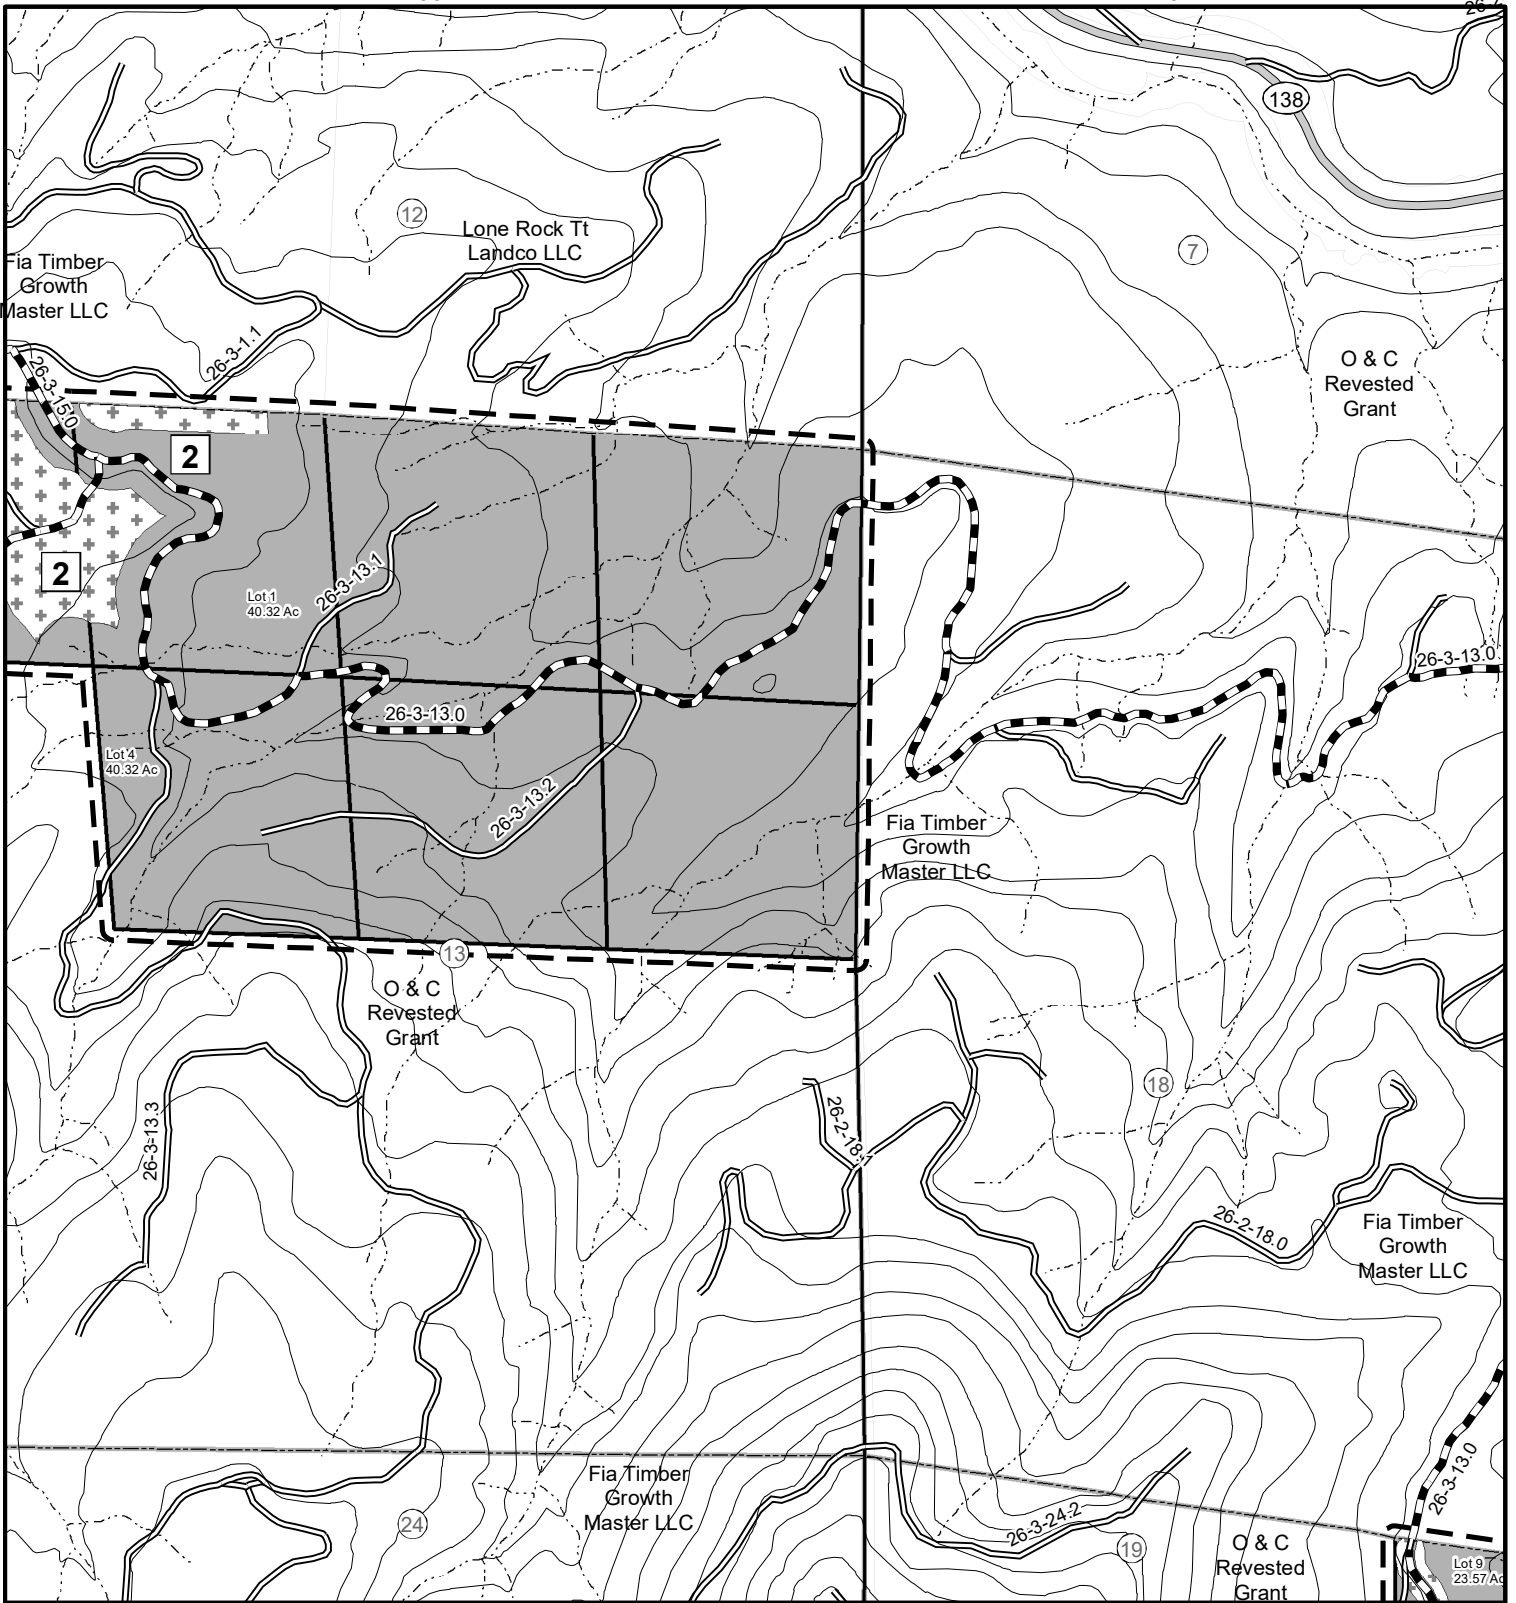 138
12
Lone Rock Tt
Landco LLC
7
Fia Timber
Growth
Master LLC
26-3-1.1
26-3-15.0
O & C
Revested
Grant
2
2
Lot 1
40.32 Ac
26-3-13.1
26-3-13.0
26-3-13.0
Lot 4
40.32 Ac
26-3-13.2
Fia Timber
Growth
Master LLC
13
O & C
Revested
Grant
18
26-3-13.3
26-2-18.
26-2-18.0
Fia Timber
Growth
Master LLC
26-3-13.0
Fia Timber
Growth
Master LLC
24
26-3-24.2
19
O & C
Revested
Grant
Lot 9
23.57 Ac